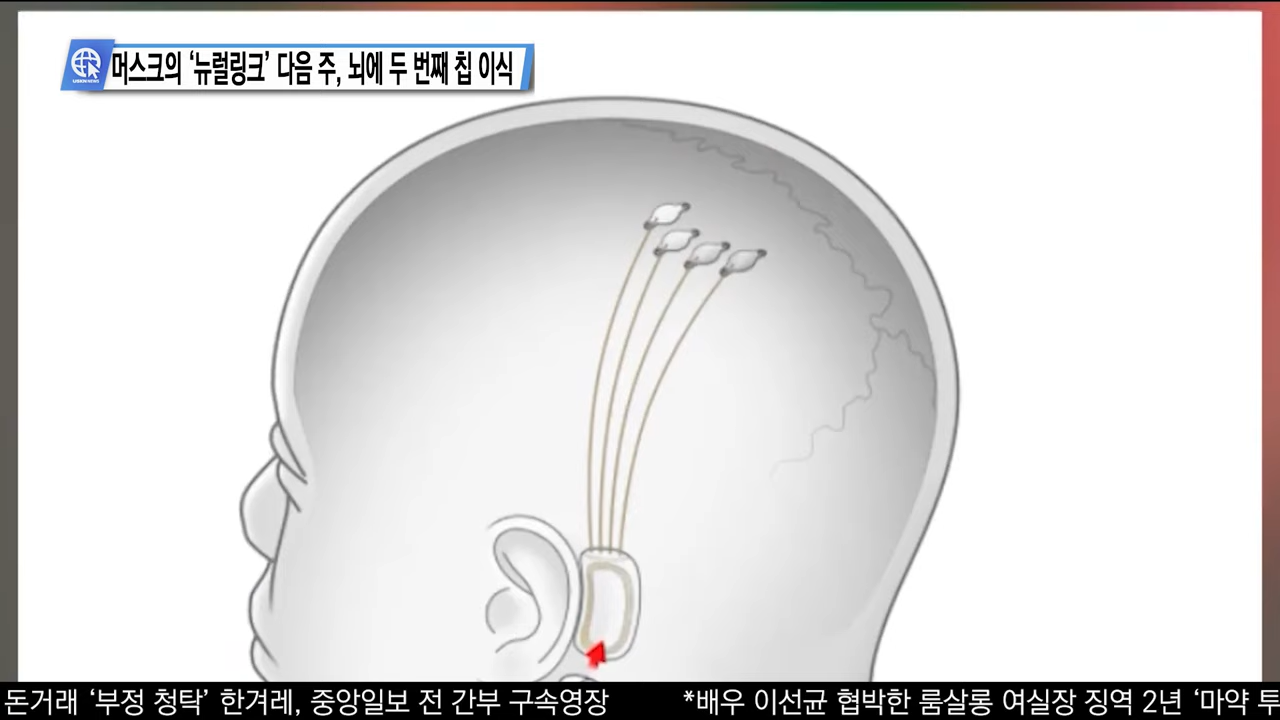 머스크의 ‘뉴럴링크’ 다음 주, 뇌에 두 번째 칩 이식
돈거래 ‘부정 청탁’ 한겨레, 중앙일보 전 간부 구속영장 *배우 이선균 협박한 룸살롱 여실장 징역 2년 ‘마약 투